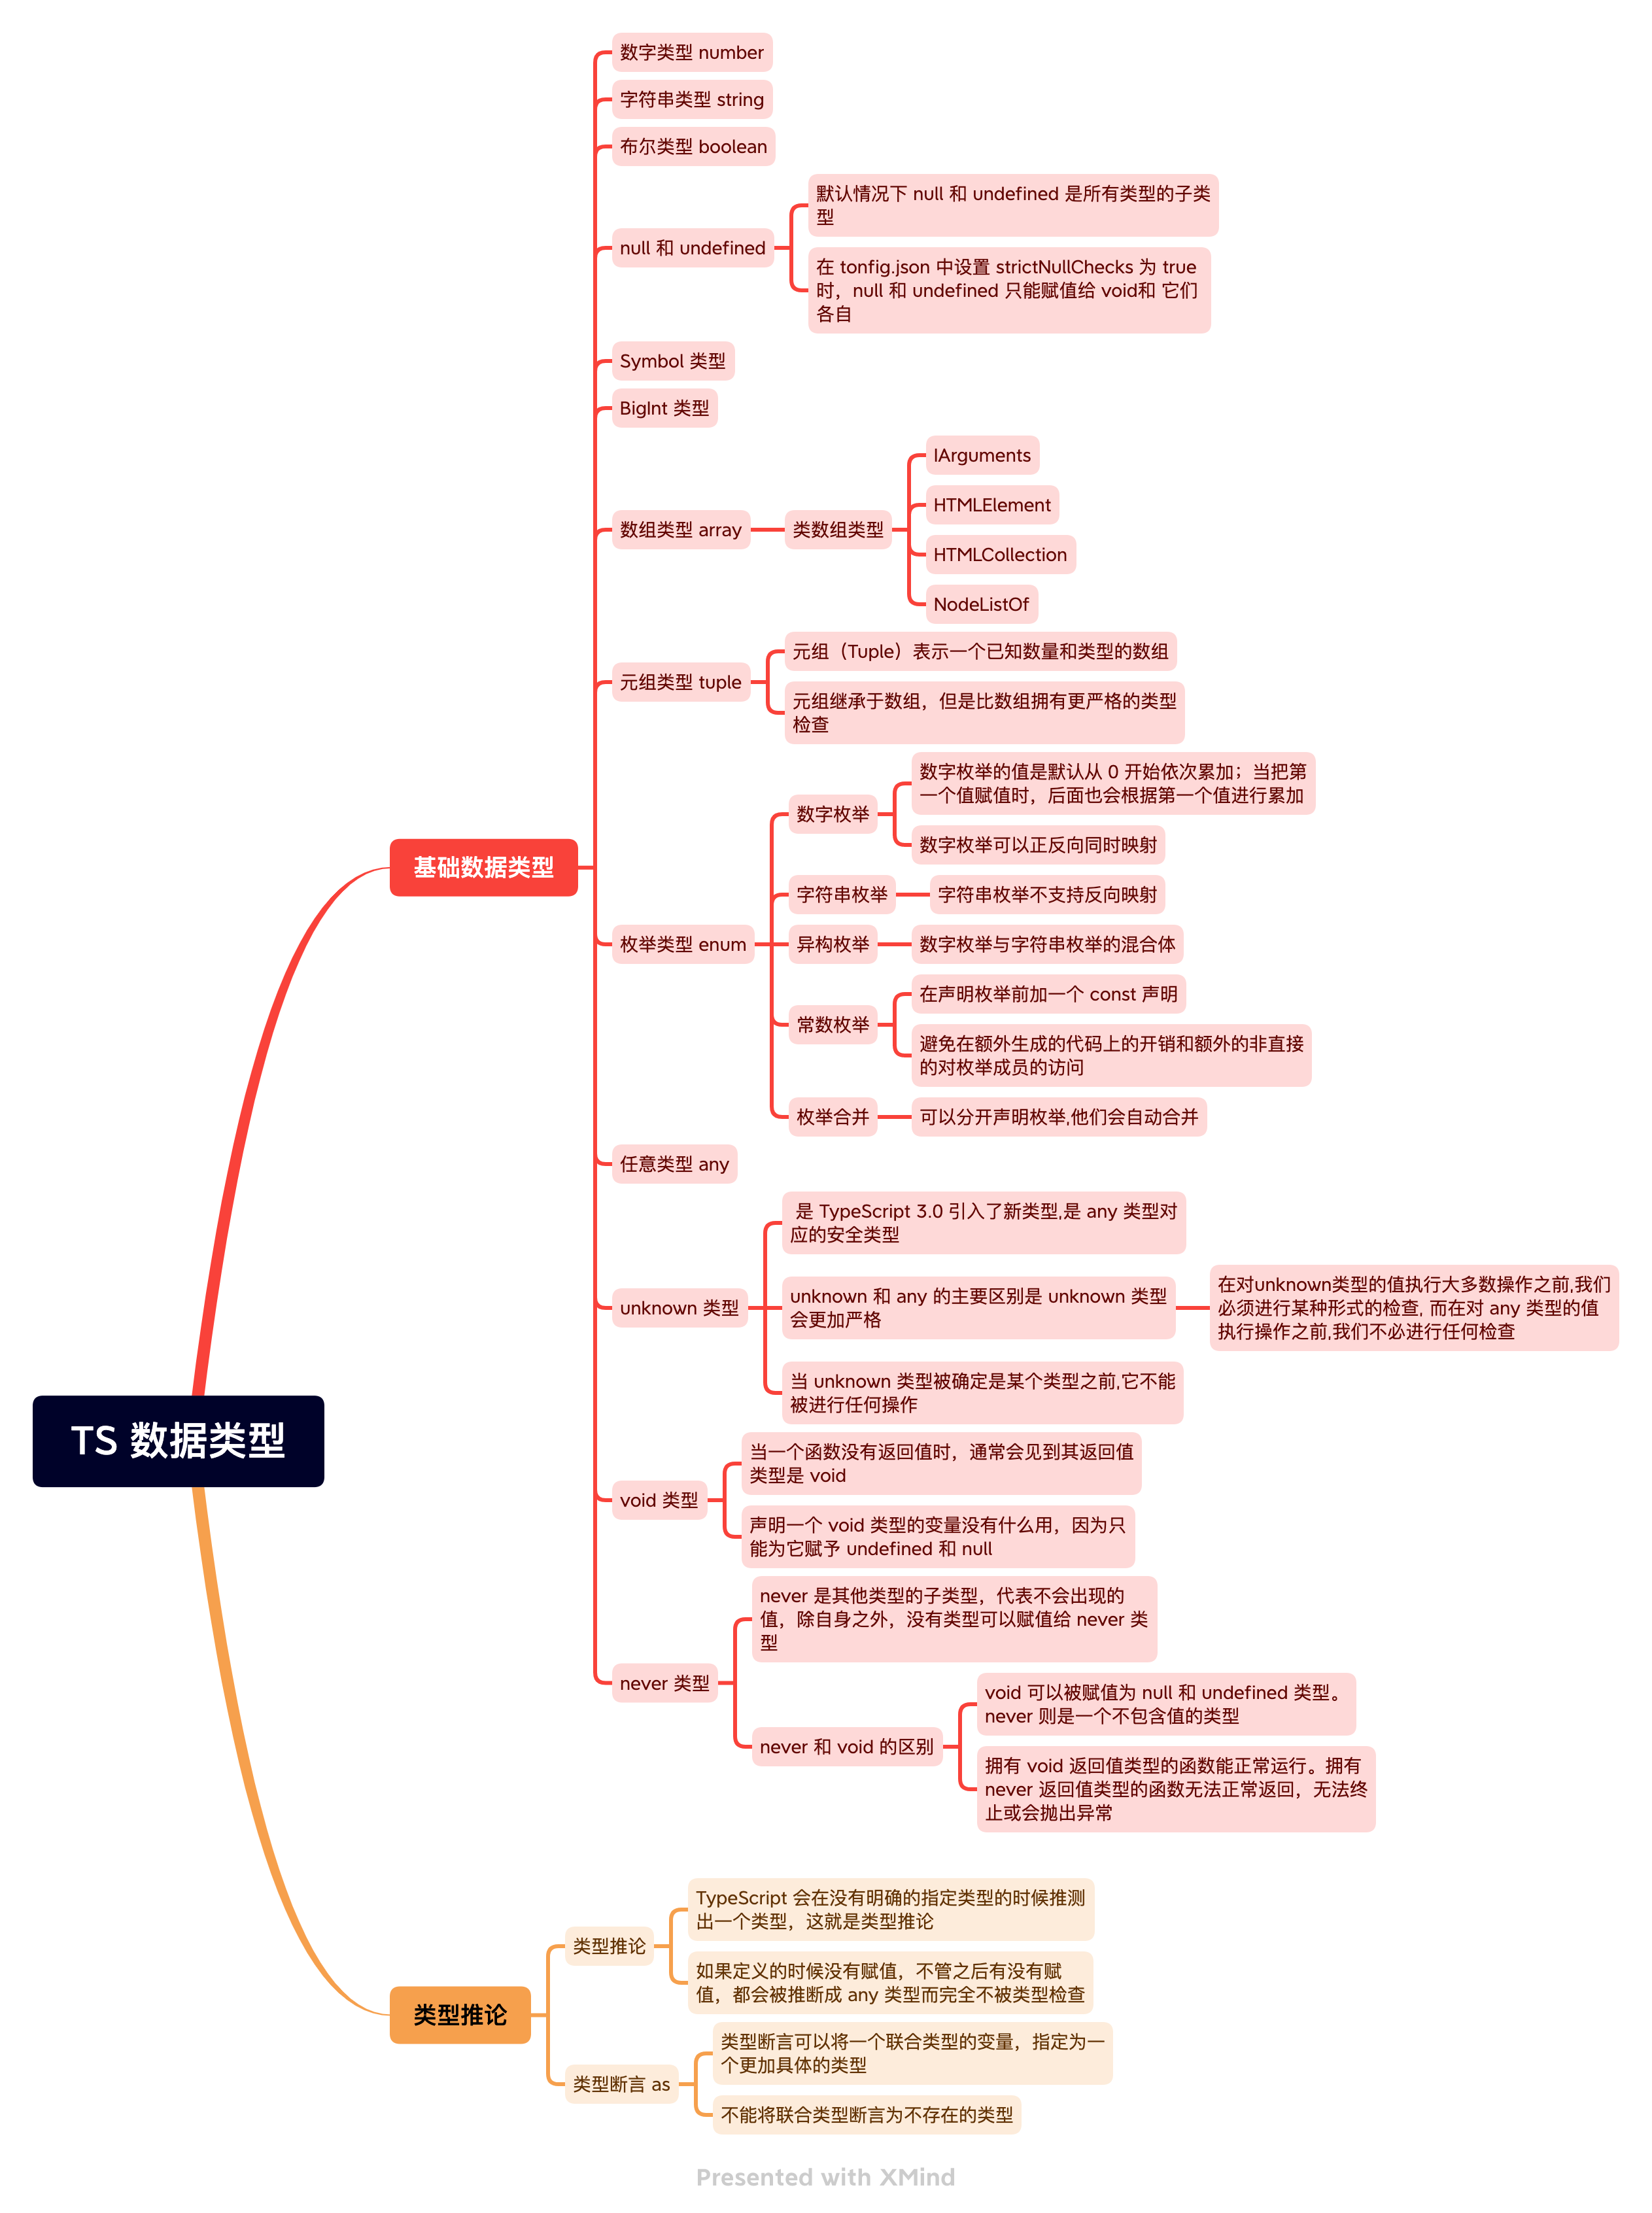 数字类型 number
字符串类型 string
布尔类型 boolean
默认情况下 null 和 undefined 是所有类型的子类
型
null 和 undefined
在 tonfig.json 中设置 strictNullChecks 为 true
时，null 和 undefined 只能赋值给 void和 它们
各自
Symbol 类型
BigInt 类型
数组类型 array
类数组类型
IArguments
HTMLElement
HTMLCollection
NodeListOf
元组类型 tuple
元组（Tuple）表示一个已知数量和类型的数组
元组继承于数组，但是比数组拥有更严格的类型
检查
基础数据类型
枚举类型 enum
数字枚举
数字枚举的值是默认从 0 开始依次累加；当把第
一个值赋值时，后面也会根据第一个值进行累加
数字枚举可以正反向同时映射
字符串枚举
字符串枚举不支持反向映射
异构枚举
数字枚举与字符串枚举的混合体
常数枚举
在声明枚举前加一个 const 声明
避免在额外生成的代码上的开销和额外的非直接
的对枚举成员的访问
枚举合并
可以分开声明枚举,他们会自动合并
任意类型 any
unknown 类型
是 TypeScript 3.0 引入了新类型,是 any 类型对
应的安全类型
unknown 和 any 的主要区别是 unknown 类型
会更加严格
在对unknown类型的值执行大多数操作之前,我们
必须进行某种形式的检查, 而在对 any 类型的值
执行操作之前,我们不必进行任何检查
当 unknown 类型被确定是某个类型之前,它不能
被进行任何操作
TS 数据类型
void 类型
当一个函数没有返回值时，通常会见到其返回值
类型是 void
声明一个 void 类型的变量没有什么用，因为只
能为它赋予 undefined 和 null
never 类型
never 是其他类型的子类型，代表不会出现的
值，除自身之外，没有类型可以赋值给 never 类
型
never 和 void 的区别
void 可以被赋值为 null 和 undefined 类型。
never 则是一个不包含值的类型
拥有 void 返回值类型的函数能正常运行。拥有
never 返回值类型的函数无法正常返回，无法终
止或会抛出异常
类型推论
类型推论
TypeScript 会在没有明确的指定类型的时候推测
出一个类型，这就是类型推论
如果定义的时候没有赋值，不管之后有没有赋
值，都会被推断成 any 类型而完全不被类型检查
类型断言 as
类型断言可以将一个联合类型的变量，指定为一
个更加具体的类型
不能将联合类型断言为不存在的类型
Presented with XMind